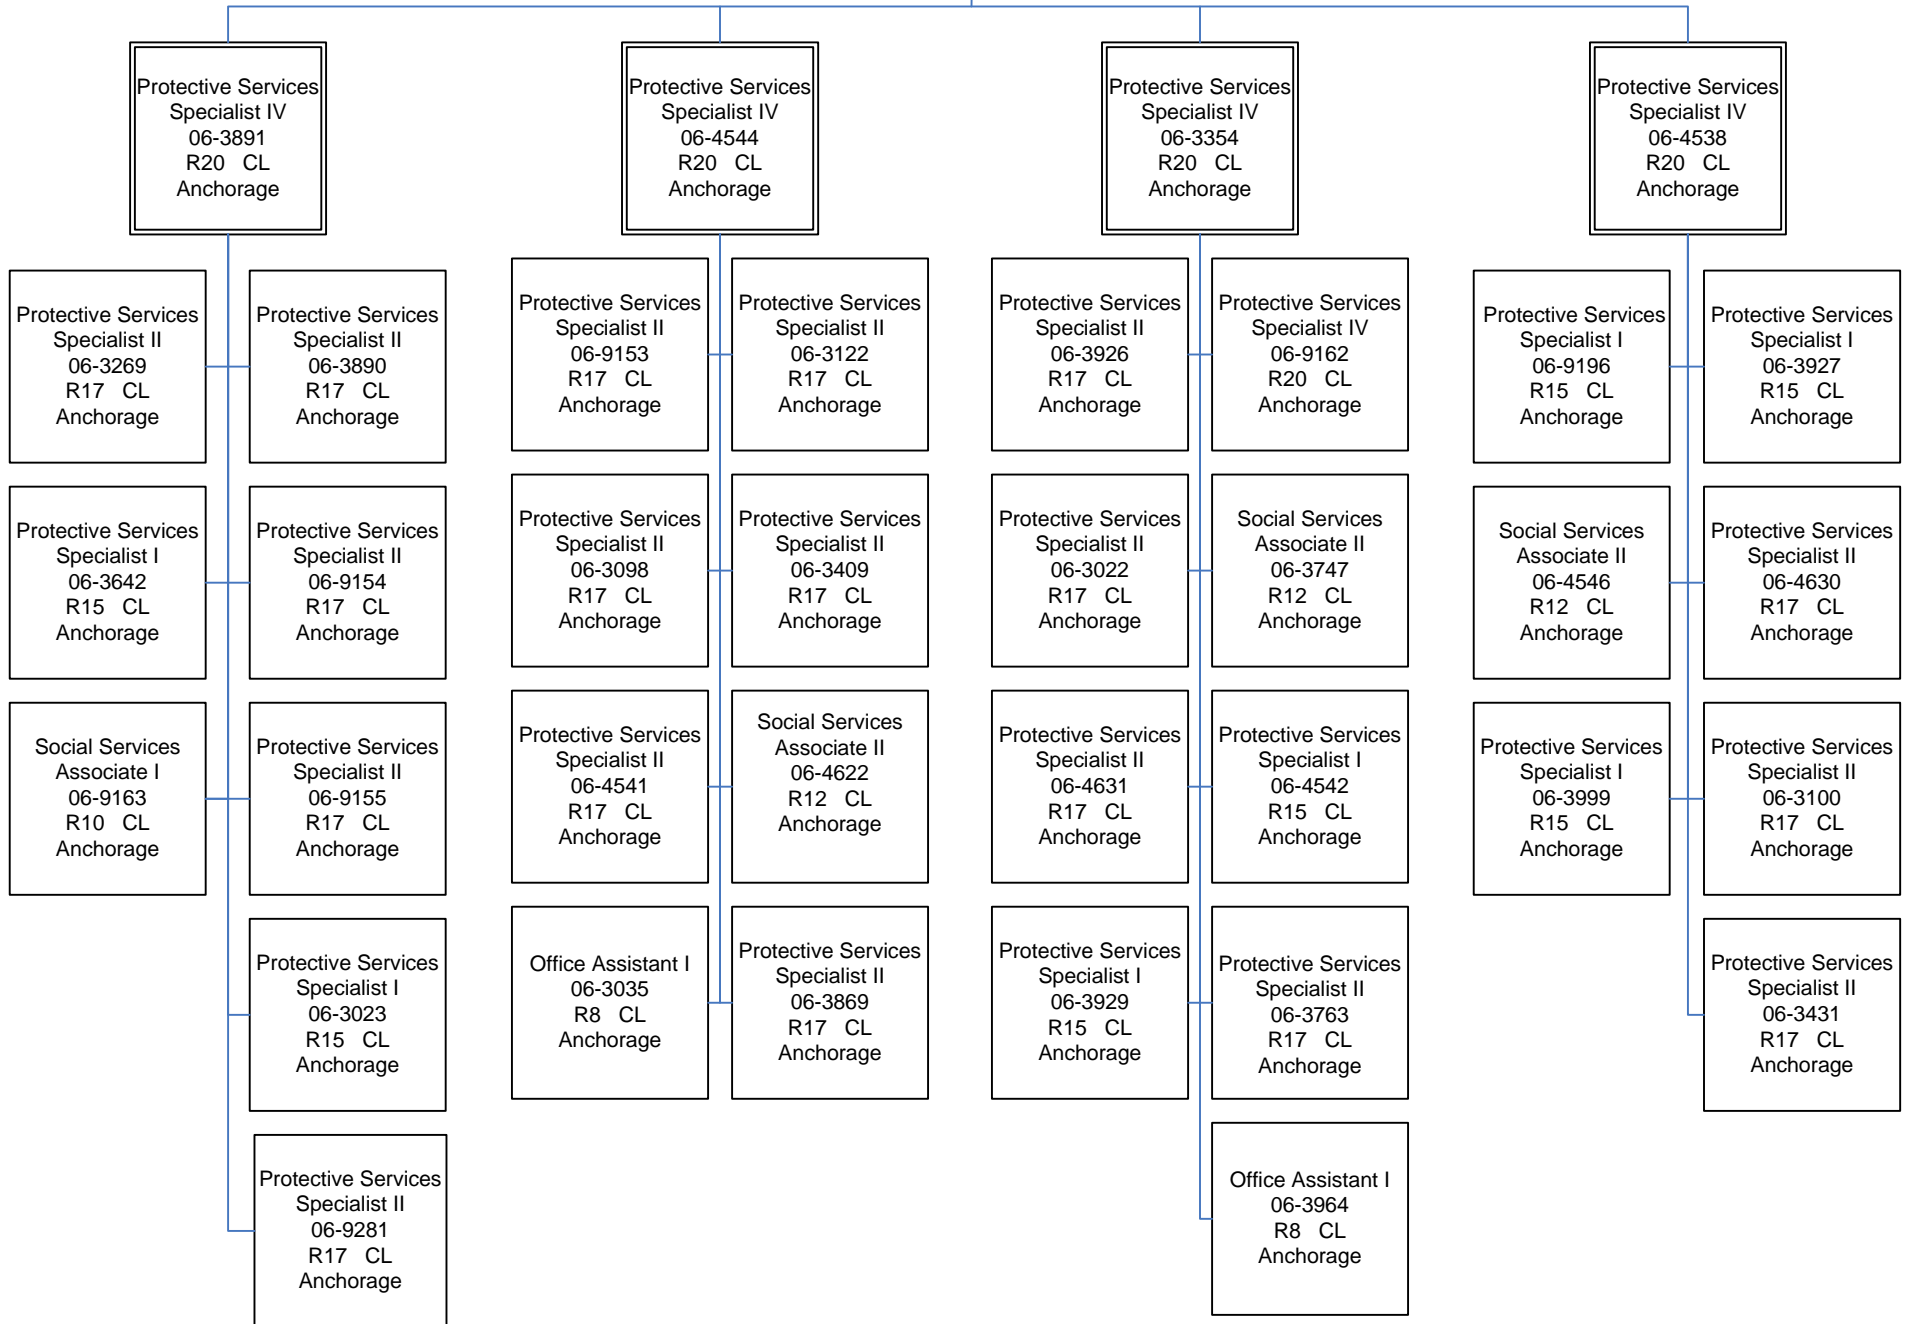 Protective Services
Specialist IV
06-3891
R20 CL
Anchorage
Protective Services
Specialist IV
06-4544
R20 CL
Anchorage
Protective Services
Specialist IV
06-3354
R20 CL
Anchorage
Protective Services
Specialist IV
06-4538
R20 CL
Anchorage
Protective Services
Specialist II
06-3269
R17 CL
Anchorage
Protective Services
Specialist II
06-3890
R17 CL
Anchorage
Protective Services
Specialist II
06-9153
R17 CL
Anchorage
Protective Services
Specialist II
06-3122
R17 CL
Anchorage
Protective Services
Specialist II
06-3926
R17 CL
Anchorage
Protective Services
Specialist IV
06-9162
R20 CL
Anchorage
Protective Services
Specialist I
06-9196
R15 CL
Anchorage
Protective Services
Specialist I
06-3927
R15 CL
Anchorage
Protective Services
Specialist I
06-3642
R15 CL
Anchorage
Protective Services
Specialist II
06-9154
R17 CL
Anchorage
Protective Services
Specialist II
06-3098
R17 CL
Anchorage
Protective Services
Specialist II
06-3409
R17 CL
Anchorage
Protective Services
Specialist II
06-3022
R17 CL
Anchorage
Social Services
Associate II
06-3747
R12 CL
Anchorage
Social Services
Associate II
06-4546
R12 CL
Anchorage
Protective Services
Specialist II
06-4630
R17 CL
Anchorage
Social Services
Associate I
06-9163
R10 CL
Anchorage
Protective Services
Specialist II
06-9155
R17 CL
Anchorage
Protective Services
Specialist II
06-4541
R17 CL
Anchorage
Social Services
Associate II
06-4622
R12 CL
Anchorage
Protective Services
Specialist II
06-4631
R17 CL
Anchorage
Protective Services
Specialist I
06-4542
R15 CL
Anchorage
Protective Services
Specialist I
06-3999
R15 CL
Anchorage
Protective Services
Specialist II
06-3100
R17 CL
Anchorage
Protective Services
Specialist I
06-3023
R15 CL
Anchorage
Office Assistant I
06-3035
R8 CL
Anchorage
Protective Services
Specialist II
06-3869
R17 CL
Anchorage
Protective Services
Specialist I
06-3929
R15 CL
Anchorage
Protective Services
Specialist II
06-3763
R17 CL
Anchorage
Protective Services
Specialist II
06-3431
R17 CL
Anchorage
Protective Services
Specialist II
06-9281
R17 CL
Anchorage
Office Assistant I
06-3964
R8 CL
Anchorage